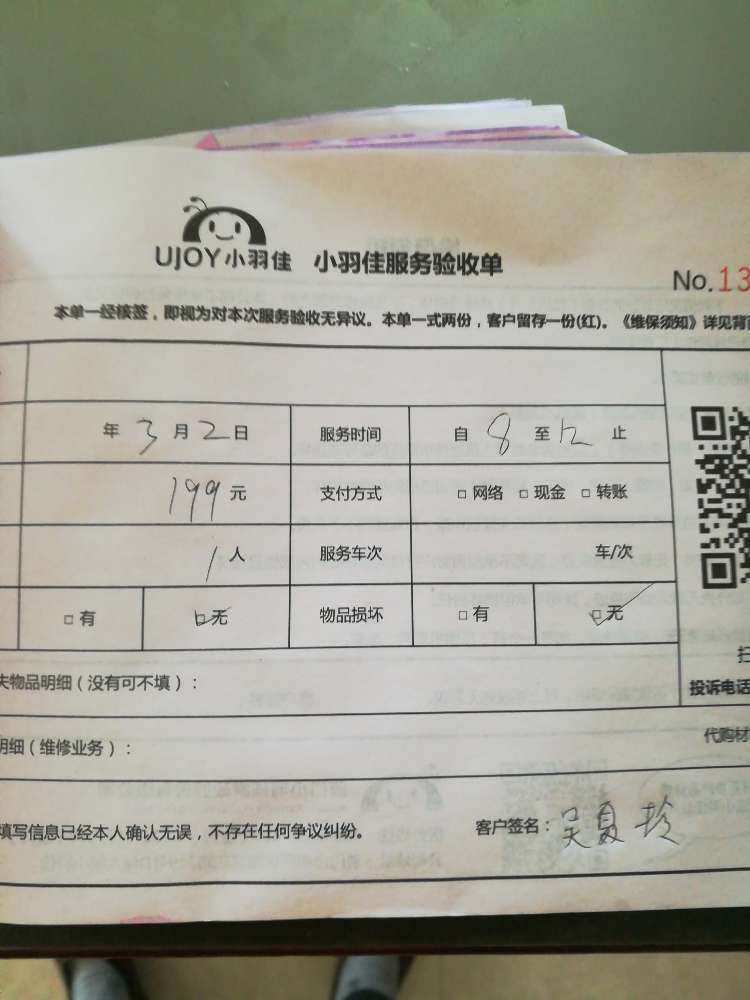 UJOY小羽佳 小羽佳服务验收单
No.13
本单一经核签，即视为对本次服务验收无异议。本单一式两份，客户留存一份(红)。《维保须知》详见背
年 3 月 2 日 服务时间 自 8 至 12 止
199 元 支付方式 □ 网络 □ 现金 □ 转账
1 人 服务车次 车/次
□ 有 □ 无 物品损坏 □ 有 □ 无
失物品明细（没有可不填）：
投诉电话
明细（维修业务）：
代购材
填写信息已经本人确认无误，不存在任何争议纠纷。 客户签名：吴夏玲